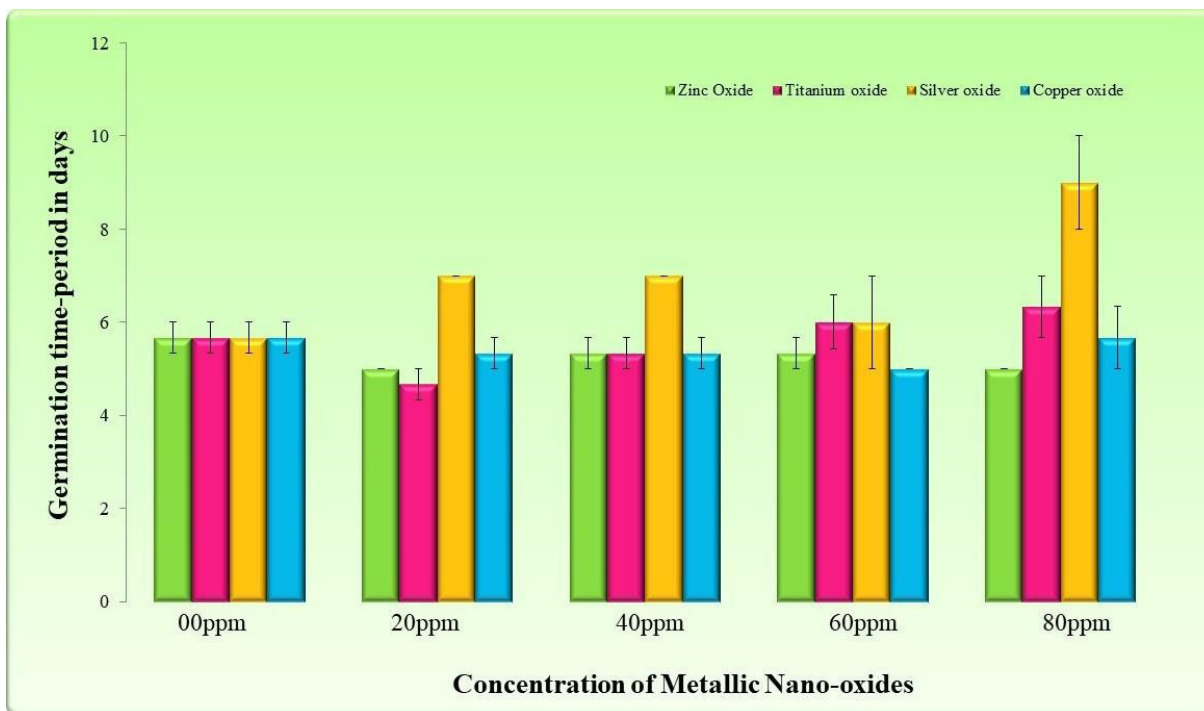 Germination time-period in days
12
10
8
6
4
2
0
Zinc Oxide Titanium oxide Silver oxide Copper oxide
00ppm 20ppm 40ppm 60ppm 80ppm
Concentration of Metallic Nano-oxides